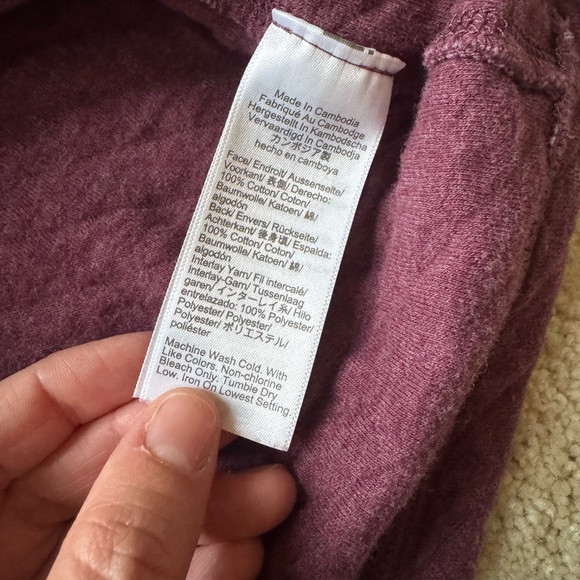 Made In Cambodia
Fabriqué Au Cambodge
Hergestellt In Kambodscha
Vervaardigd In Cambodja
カンボジア製
hecho en camboya
Face/ Endroit/ Aussenseite/
Voorkant/ 表側/ Derecho:
100% Cotton/ Coton/
Baumwolle/ Katoen/ 綿/
algodón
Back/ Envers/ Rückseite/
Achterkant/ 後身頃/ Espalda:
100% Cotton/ Coton/
Baumwolle/ Katoen/ 綿/
algodón
Interlay Yarn/ Fil intercalé/
Interlay-Garn/ Tussenlaag
garen/ インターレイ糸/ Hilo
entrelazado: 100% Polyester/
Polyester/ Polyester/
Polyester/ ポリエステル/
poliéster
Machine Wash Cold. With
Like Colors. Non-chlorine
Bleach Only. Tumble Dry
Low. Iron On Lowest Setting.